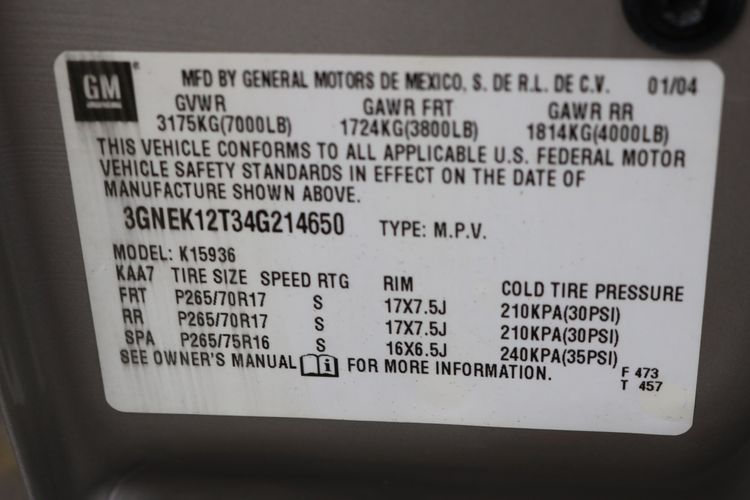 GM ®
MFD BY GENERAL MOTORS DE MEXICO, S. DE R.L. DE C.V. 01/04
GVWR GAWR FRT GAWR RR
3175KG(7000LB) 1724KG(3800LB) 1814KG(4000LB)
THIS VEHICLE CONFORMS TO ALL APPLICABLE U.S. FEDERAL MOTOR
VEHICLE SAFETY STANDARDS IN EFFECT ON THE DATE OF
MANUFACTURE SHOWN ABOVE.
3GNEK12T34G214650 TYPE: M.P.V.
MODEL: K15936
KAA7 TIRE SIZE SPEED RTG RIM COLD TIRE PRESSURE
FRT P265/70R17 S 17X7.5J 210KPA(30PSI)
RR P265/70R17 S 17X7.5J 210KPA(30PSI)
SPA P265/75R16 S 16X6.5J 240KPA(35PSI)
SEE OWNER'S MANUAL i FOR MORE INFORMATION.
F 473
T 457